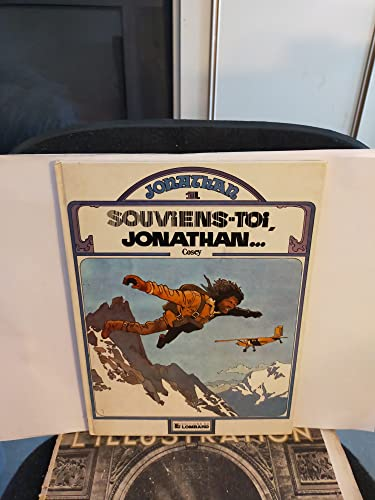 JONATHAN
1
SOUVIENS-TOI,
JONATHAN...
Cosey
LOMBARD
L'ILLUSTRATION